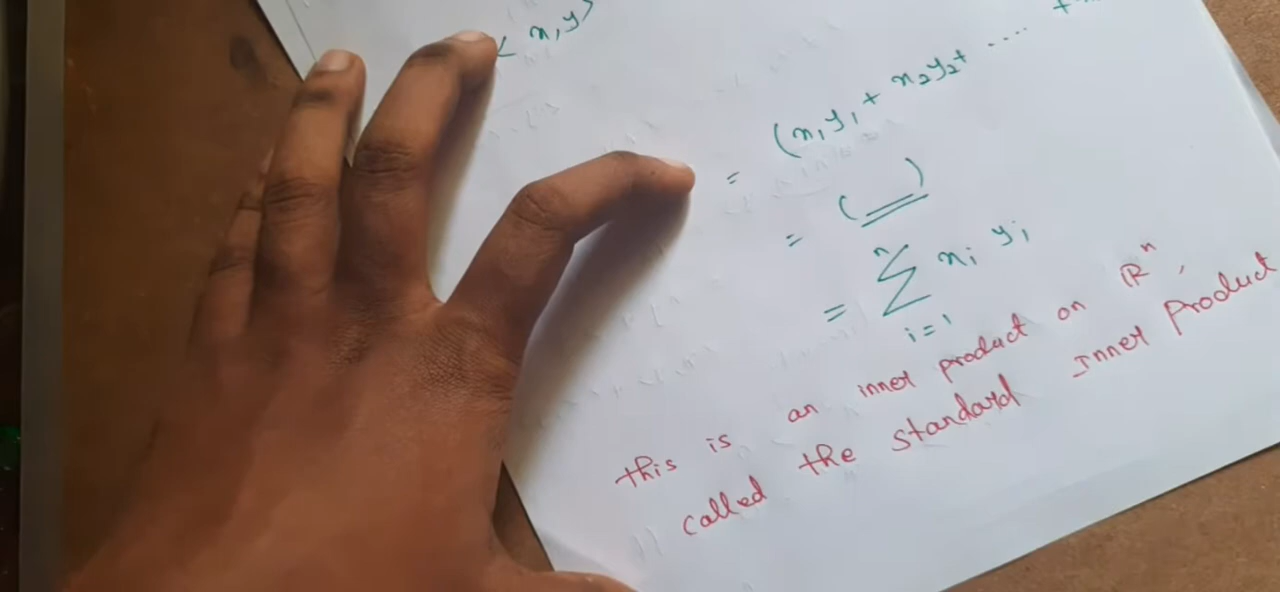 < x, y >
= (x₁y₁ + x₂y₂ + ....
= ( )
= n∑i=1 xᵢ yᵢ
this is an inner product on ℝⁿ,
called the standard Inner Product